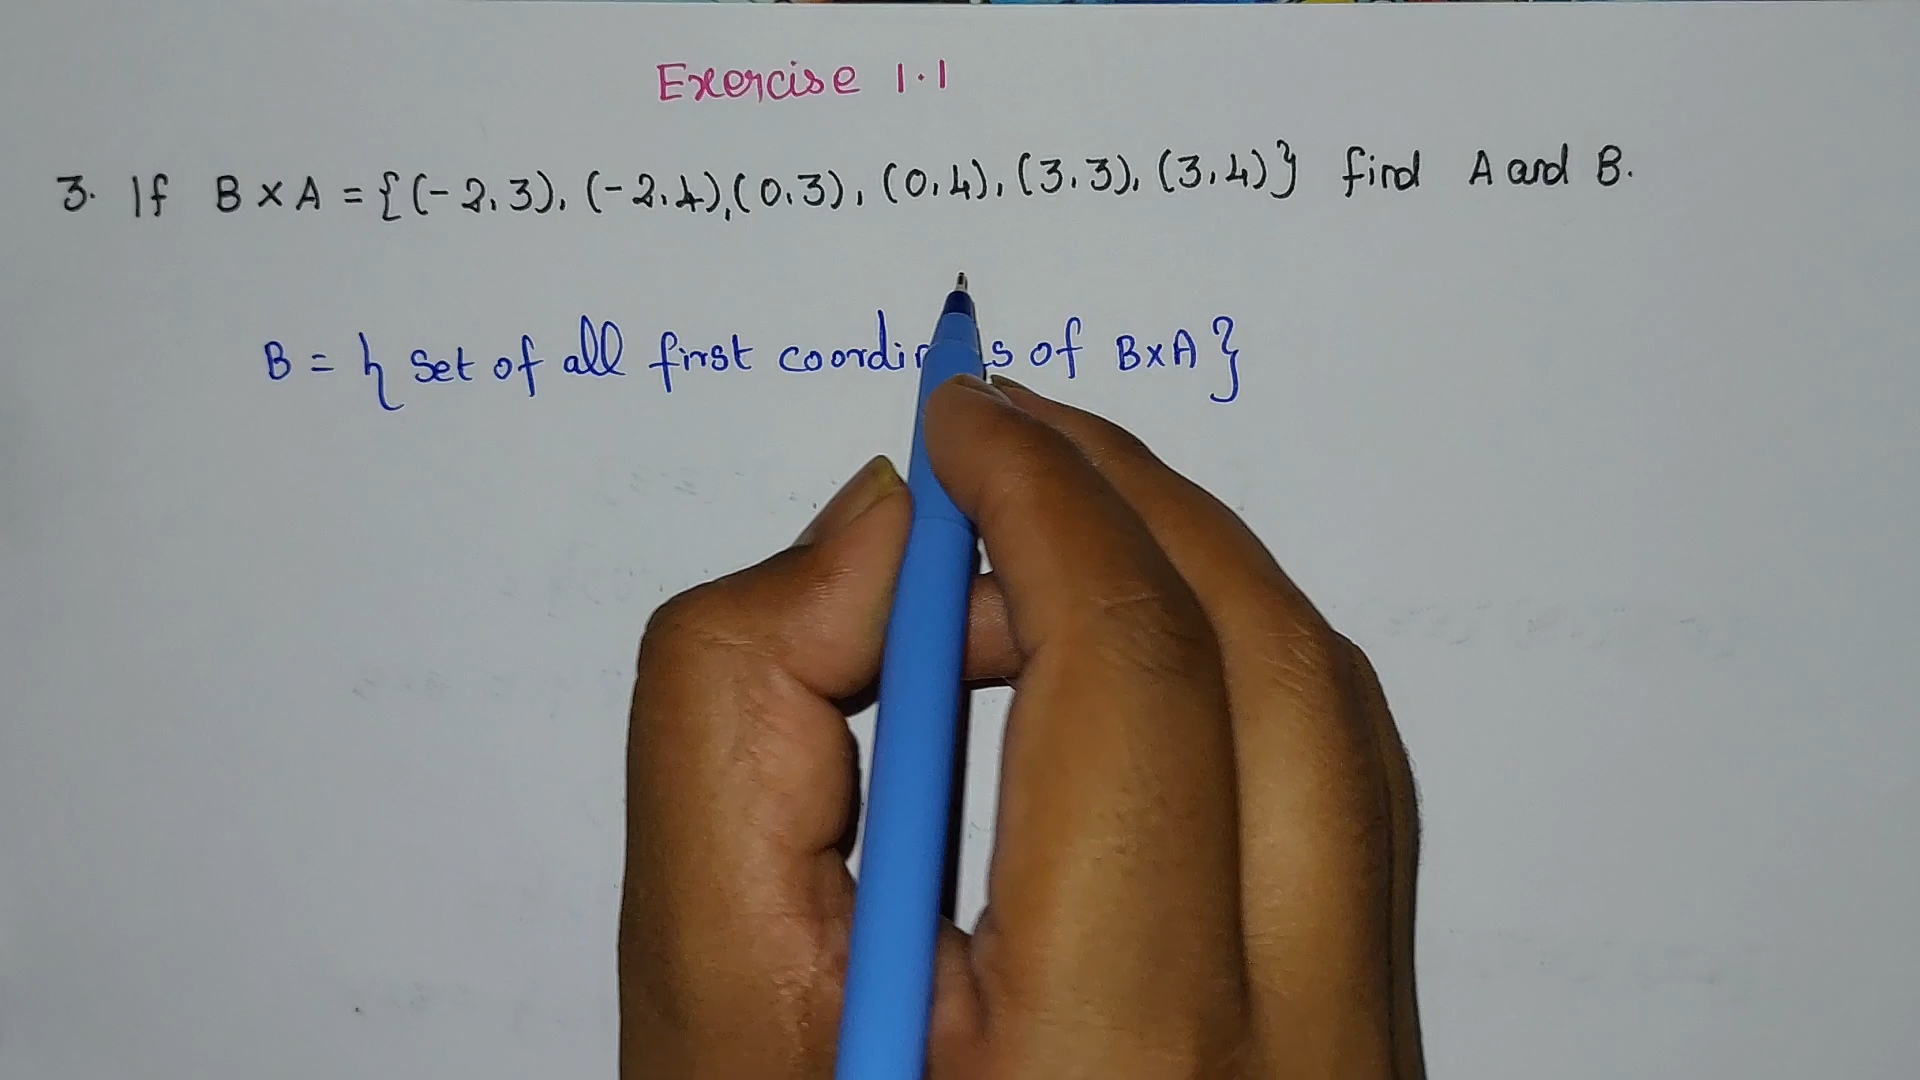 Exercise 1.1
3. If B × A = {(-2,3), (-2,4),(0,3), (0,4), (3,3), (3,4)} find A and B.
B = { Set of all first of B×A }